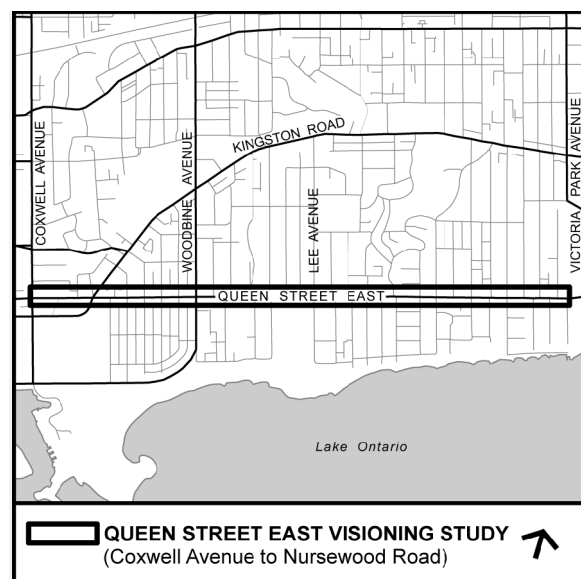 KINGSTON ROAD
COXWELL AVENUE
WOODBINE AVENUE
LEE AVENUE
VICTORIA PARK AVENUE
QUEEN STREET EAST
Lake Ontario
QUEEN STREET EAST VISIONING STUDY
(Coxwell Avenue to Nursewood Road)